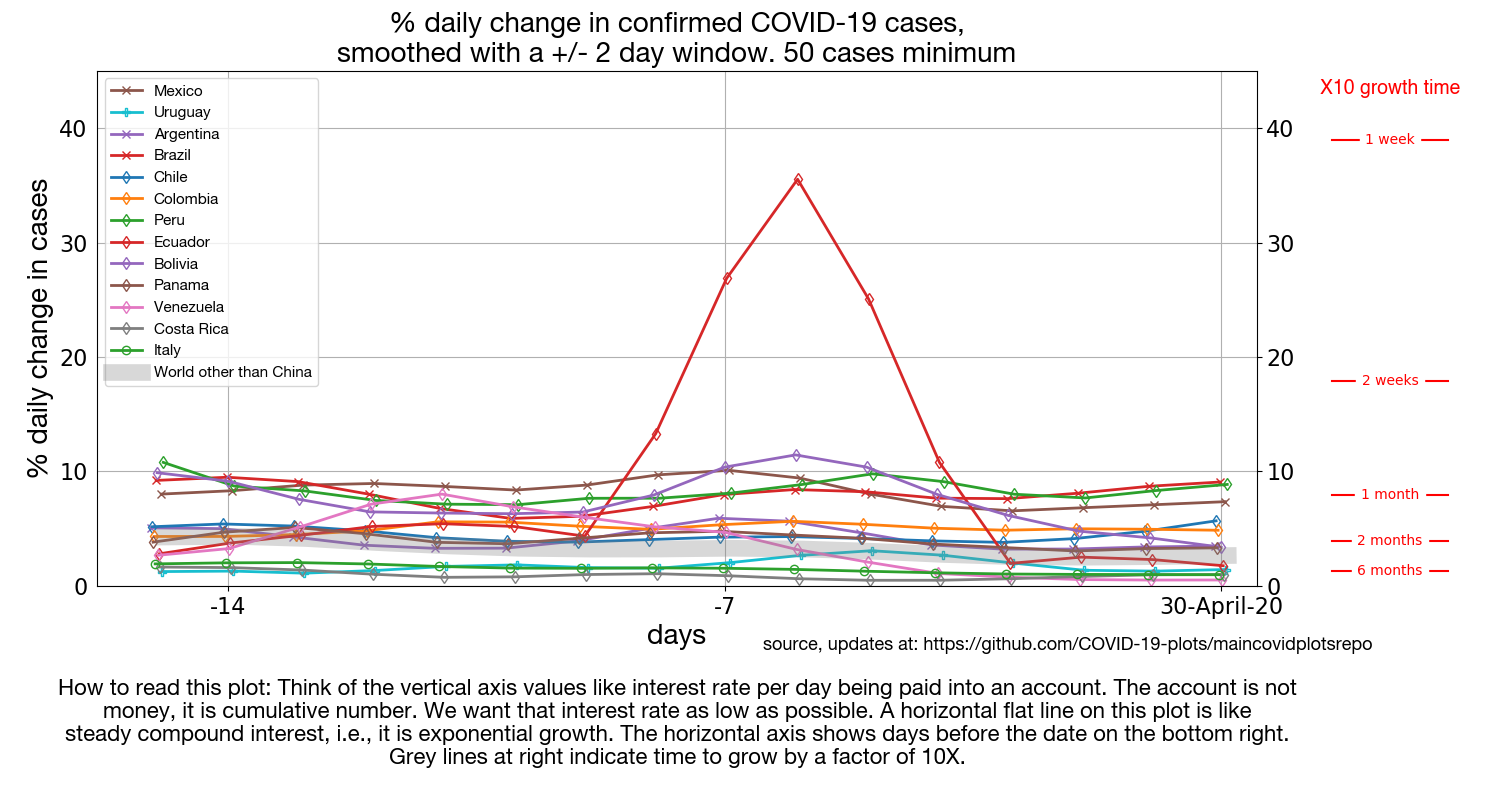 % daily change in confirmed COVID-19 cases,
smoothed with a +/- 2 day window. 50 cases minimum
X10 growth time
Mexico
Uruguay
Argentina
Brazil
Chile
Colombia
Peru
Ecuador
Bolivia
Panama
Venezuela
Costa Rica
Italy
World other than China
% daily change in cases
40
30
20
10
0
40
30
20
10
0
1 week
2 weeks
1 month
2 months
6 months
-14
-7
30-April-20
days
source, updates at: https://github.com/COVID-19-plots/maincovidplotsrepo
How to read this plot: Think of the vertical axis values like interest rate per day being paid into an account. The account is not
money, it is cumulative number. We want that interest rate as low as possible. A horizontal flat line on this plot is like
steady compound interest, i.e., it is exponential growth. The horizontal axis shows days before the date on the bottom right.
Grey lines at right indicate time to grow by a factor of 10X.